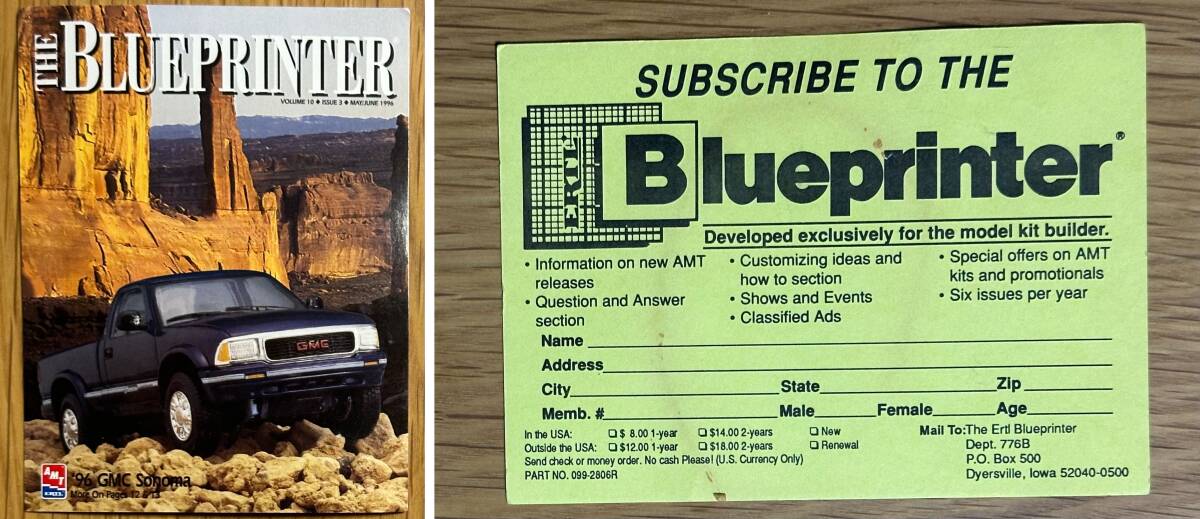 THE BLUEPRINTER®
VOLUME 10 ◆ ISSUE 3 ◆ MAY/JUNE 1996
GMC
AMT
ERTL
'96 GMC Sonoma
More On Pages 12 & 13
SUBSCRIBE TO THE
ERTL
Blueprinter®
Developed exclusively for the model kit builder.
• Information on new AMT releases
• Question and Answer section
• Customizing ideas and how to section
• Shows and Events
• Classified Ads
• Special offers on AMT kits and promotionals
• Six issues per year
Name
Address
City State Zip
Memb. # Male Female Age
In the USA: ❏ $ 8.00 1-year ❏ $14.00 2-years ❏ New
Outside the USA: ❏ $12.00 1-year ❏ $18.00 2-years ❏ Renewal
Send check or money order. No cash Please! (U.S. Currency Only)
PART NO. 099-2806R
Mail To: The Ertl Blueprinter
Dept. 776B
P.O. Box 500
Dyersville, Iowa 52040-0500